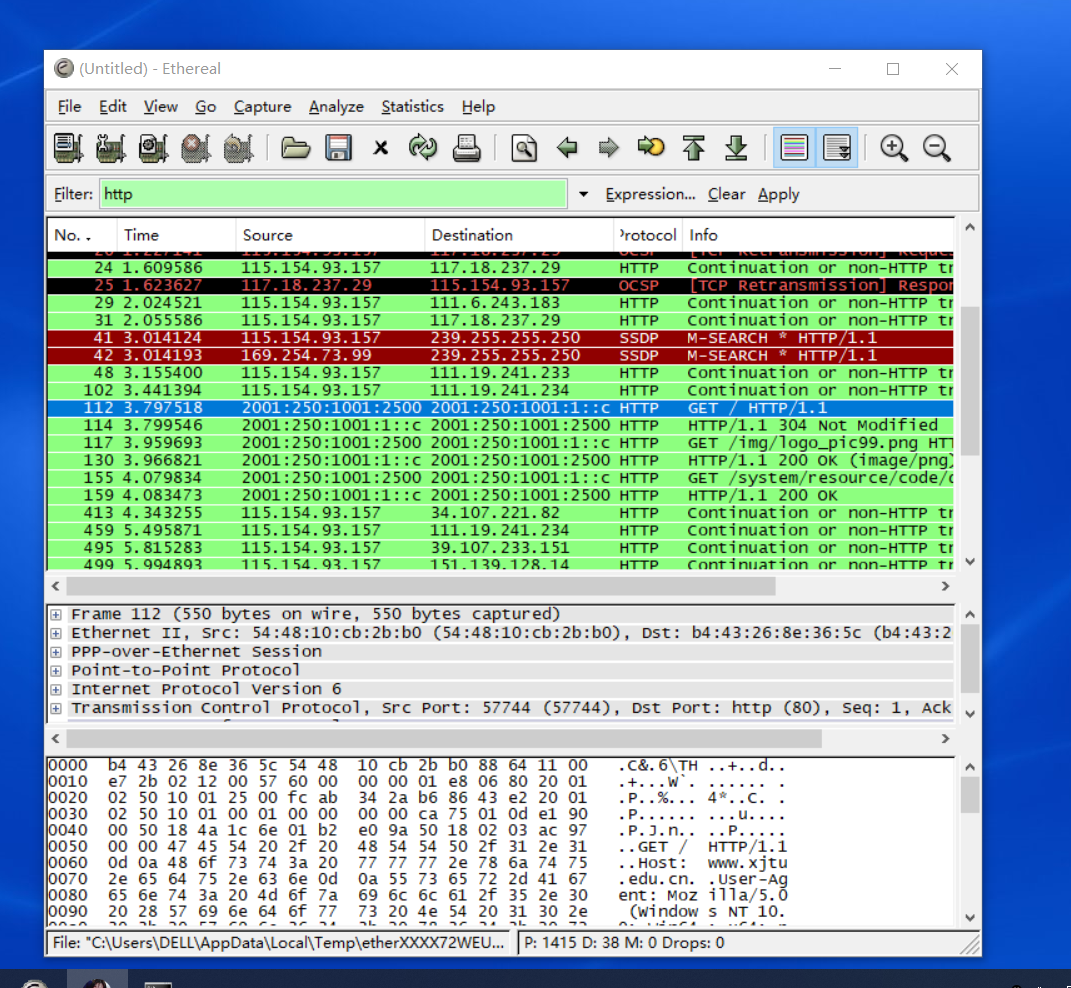 (Untitled) - Ethereal
File Edit View Go Capture Analyze Statistics Help
Filter: http Expression... Clear Apply
No. . Time Source Destination Protocol Info
24 1.609586 115.154.93.157 117.18.237.29 HTTP Continuation or non-HTTP tr
25 1.623627 117.18.237.29 115.154.93.157 OCSP [TCP Retransmission] Respor
29 2.024521 115.154.93.157 111.6.243.183 HTTP Continuation or non-HTTP tr
31 2.055586 115.154.93.157 117.18.237.29 HTTP Continuation or non-HTTP tr
41 3.014124 115.154.93.157 239.255.255.250 SSDP M-SEARCH * HTTP/1.1
42 3.014193 169.254.73.99 239.255.255.250 SSDP M-SEARCH * HTTP/1.1
48 3.155400 115.154.93.157 111.19.241.233 HTTP Continuation or non-HTTP tr
102 3.441394 115.154.93.157 111.19.241.234 HTTP Continuation or non-HTTP tr
112 3.797518 2001:250:1001:2500 2001:250:1001:1::c HTTP GET / HTTP/1.1
114 3.799546 2001:250:1001:1::c 2001:250:1001:2500 HTTP HTTP/1.1 304 Not Modified
117 3.959693 2001:250:1001:2500 2001:250:1001:1::c HTTP GET /img/logo_pic99.png HTT
130 3.966821 2001:250:1001:1::c 2001:250:1001:2500 HTTP HTTP/1.1 200 OK (image/png)
155 4.079834 2001:250:1001:2500 2001:250:1001:1::c HTTP GET /system/resource/code/c
159 4.083473 2001:250:1001:1::c 2001:250:1001:2500 HTTP HTTP/1.1 200 OK
413 4.343255 115.154.93.157 34.107.221.82 HTTP Continuation or non-HTTP tr
459 5.495871 115.154.93.157 111.19.241.234 HTTP Continuation or non-HTTP tr
495 5.815283 115.154.93.157 39.107.233.151 HTTP Continuation or non-HTTP tr
499 5.994893 115.154.93.157 151.139.128.14 HTTP Continuation or non-HTTP tr
Frame 112 (550 bytes on wire, 550 bytes captured)
Ethernet II, Src: 54:48:10:cb:2b:b0 (54:48:10:cb:2b:b0), Dst: b4:43:26:8e:36:5c (b4:43:2
PPP-over-Ethernet Session
Point-to-Point Protocol
Internet Protocol Version 6
Transmission Control Protocol, Src Port: 57744 (57744), Dst Port: http (80), Seq: 1, Ack
0000 b4 43 26 8e 36 5c 54 48 10 cb 2b b0 88 64 11 00 .C&.6\TH ..+..d..
0010 e7 2b 02 12 00 57 60 00 00 00 01 e8 06 80 20 01 .+...W`. ...... .
0020 02 50 10 01 25 00 fc ab 34 2a b6 86 43 e2 20 01 .P..%... 4*..C. .
0030 02 50 10 01 00 01 00 00 00 00 ca 75 01 0d e1 90 .P...... ...u....
0040 00 50 18 4a 1c 6e 01 b2 e0 9a 50 18 02 03 ac 97 .P.J.n.. ..P.....
0050 00 00 47 45 54 20 2f 20 48 54 54 50 2f 31 2e 31 ..GET / HTTP/1.1
0060 0d 0a 48 6f 73 74 3a 20 77 77 77 2e 78 6a 74 75 ..Host: www.xjtu
0070 2e 65 64 75 2e 63 6e 0d 0a 55 73 65 72 2d 41 67 .edu.cn. .User-Ag
0080 65 6e 74 3a 20 4d 6f 7a 69 6c 6c 61 2f 35 2e 30 ent: Moz illa/5.0
0090 20 28 57 69 6e 64 6f 77 73 20 4e 54 20 31 30 2e (Window s NT 10.
File: "C:\Users\DELL\AppData\Local\Temp\etherXXXX72WEU... P: 1415 D: 38 M: 0 Drops: 0